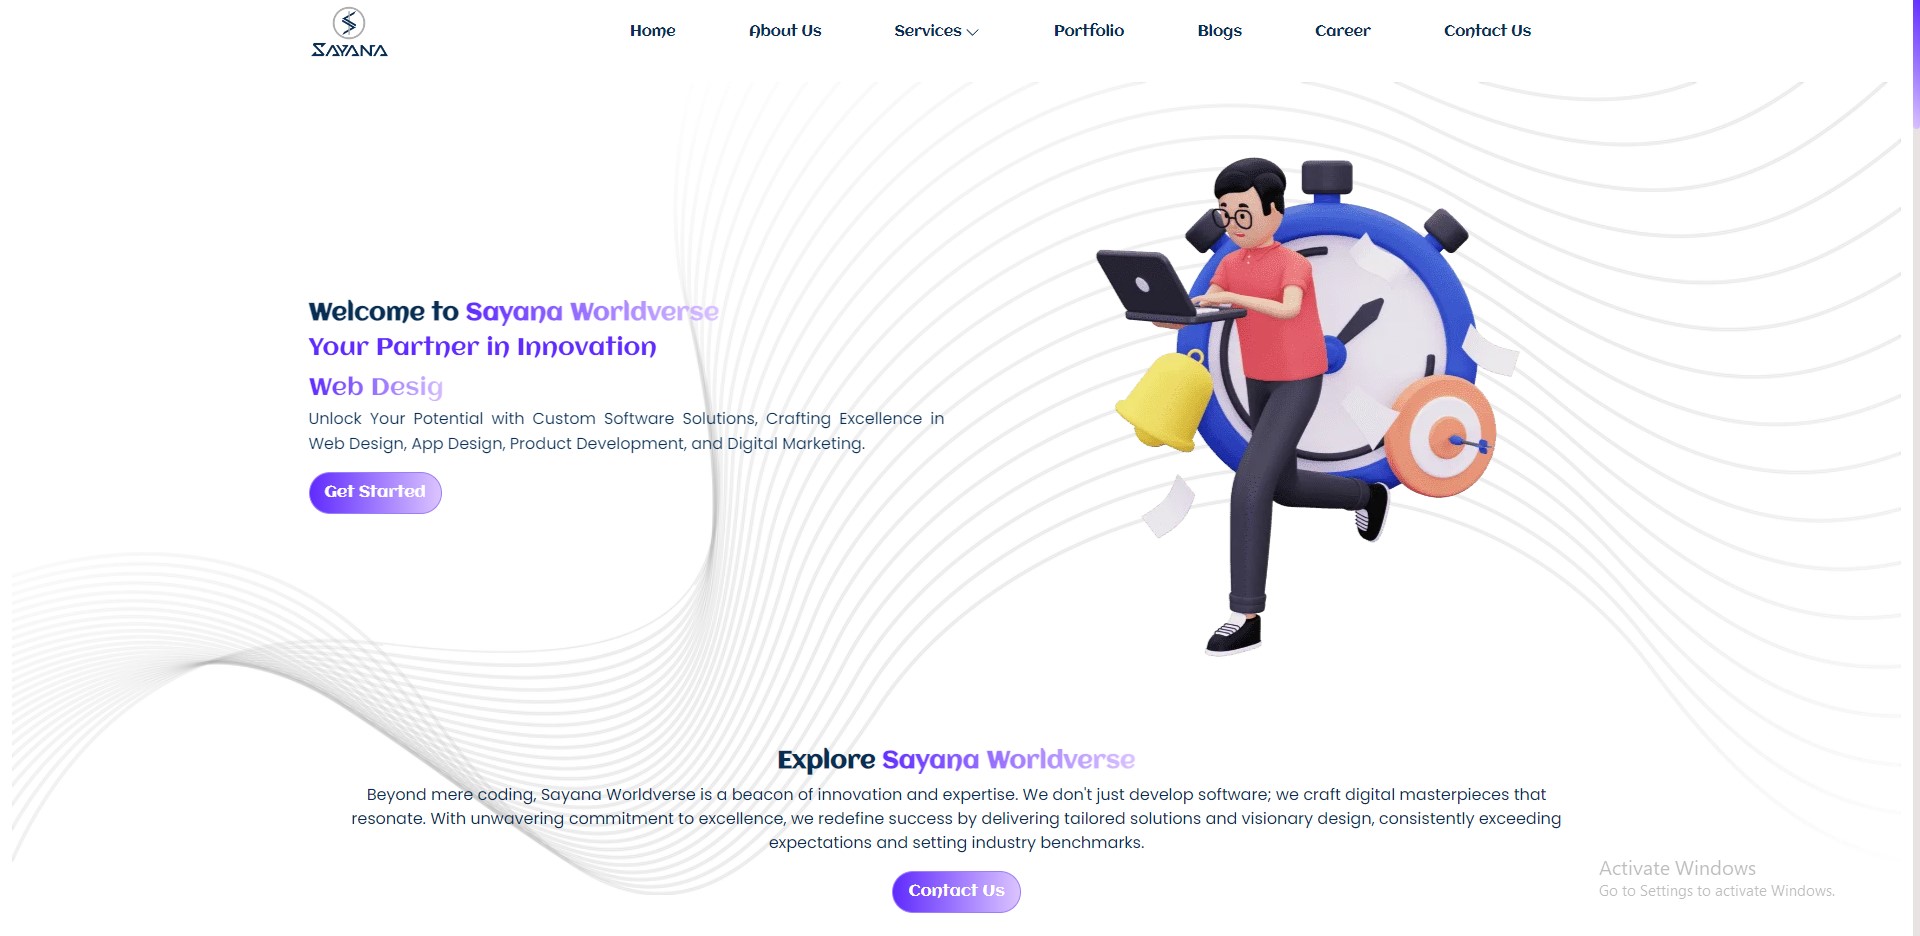 SAYANA
Home About Us Services Portfolio Blogs Career Contact Us
Welcome to Sayana Worldverse
Your Partner in Innovation
Web Desig
Unlock Your Potential with Custom Software Solutions, Crafting Excellence in
Web Design, App Design, Product Development, and Digital Marketing.
Get Started
Explore Sayana Worldverse
Beyond mere coding, Sayana Worldverse is a beacon of innovation and expertise. We don't just develop software; we craft digital masterpieces that
resonate. With unwavering commitment to excellence, we redefine success by delivering tailored solutions and visionary design, consistently exceeding
expectations and setting industry benchmarks.
Contact Us
Activate Windows
Go to Settings to activate Windows.